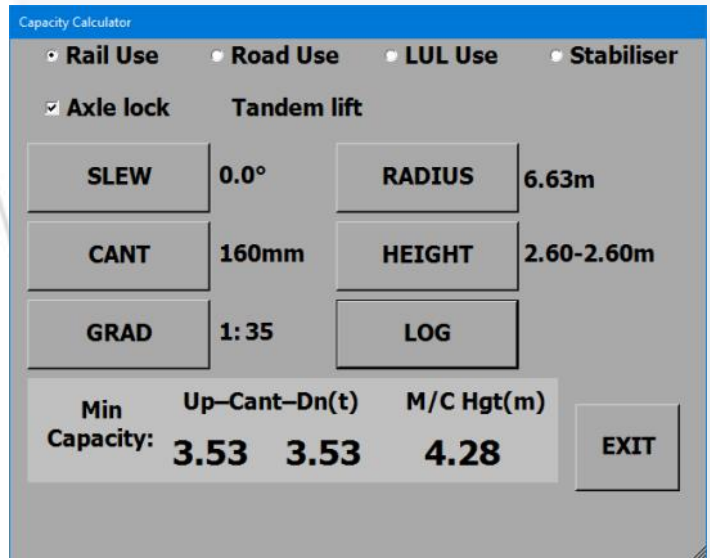 Capacity Calculator
Rail Use Road Use LUL Use Stabiliser
Axle lock Tandem lift
SLEW 0.0° RADIUS 6.63m
CANT 160mm HEIGHT 2.60-2.60m
GRAD 1:35 LOG
Min Capacity: Up–Cant–Dn(t) M/C Hgt(m)
3.53 3.53 4.28
EXIT